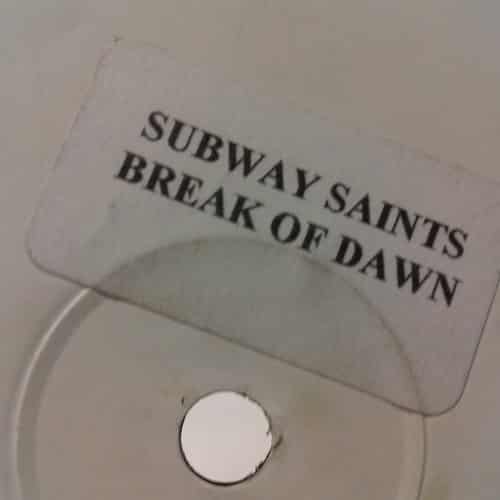 SUBWAY SAINTS
BREAK OF DAWN